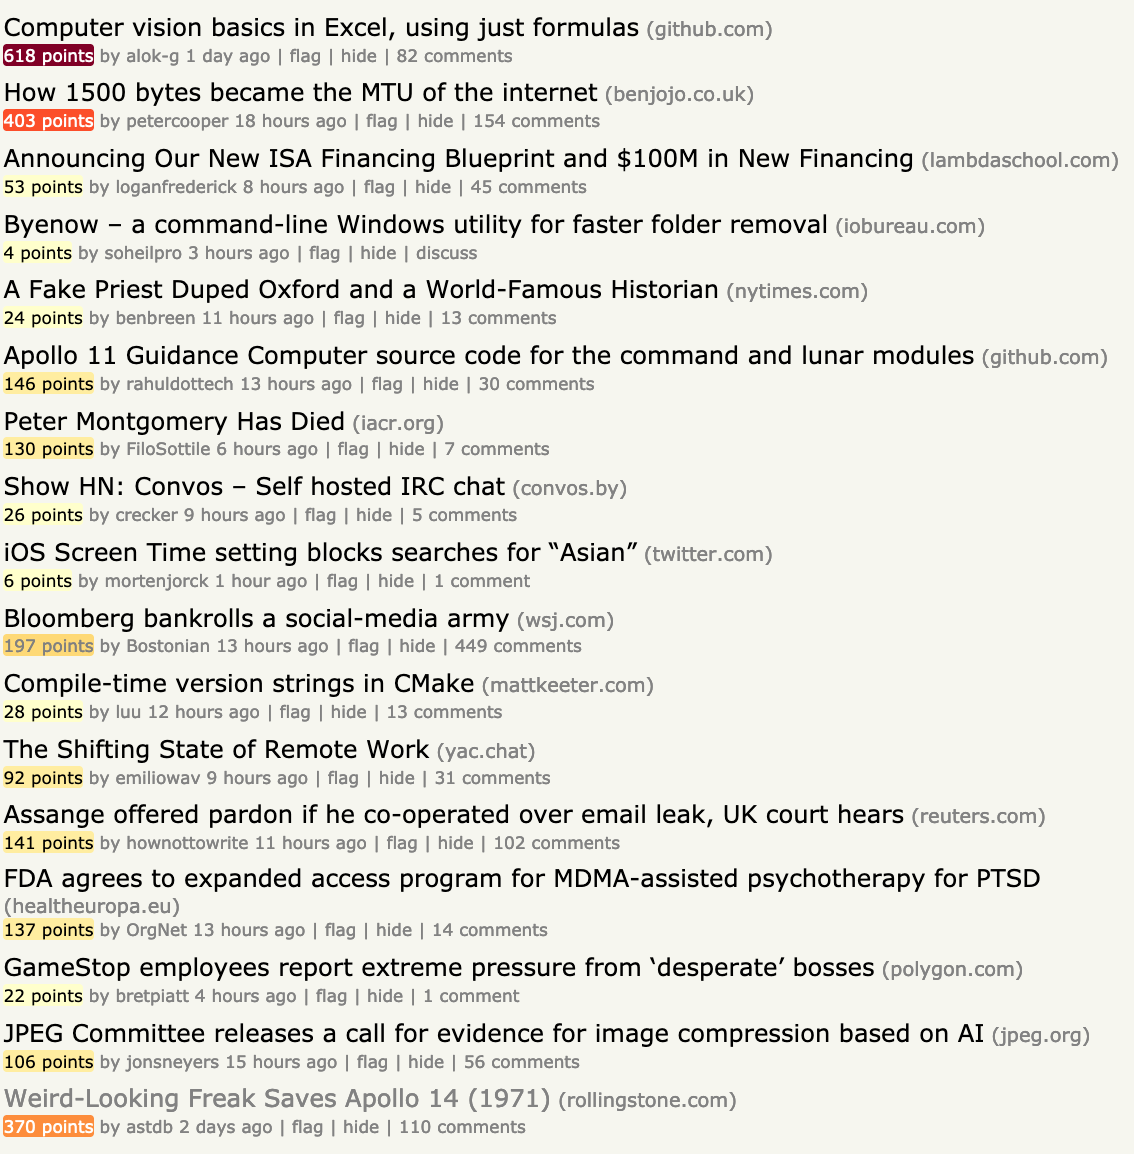 Computer vision basics in Excel, using just formulas (github.com)
618 points by alok-g 1 day ago | flag | hide | 82 comments
How 1500 bytes became the MTU of the internet (benjojo.co.uk)
403 points by petercooper 18 hours ago | flag | hide | 154 comments
Announcing Our New ISA Financing Blueprint and $100M in New Financing (lambdaschool.com)
53 points by loganfrederick 8 hours ago | flag | hide | 45 comments
Byenow – a command-line Windows utility for faster folder removal (iobureau.com)
4 points by soheilpro 3 hours ago | flag | hide | discuss
A Fake Priest Duped Oxford and a World-Famous Historian (nytimes.com)
24 points by benbreen 11 hours ago | flag | hide | 13 comments
Apollo 11 Guidance Computer source code for the command and lunar modules (github.com)
146 points by rahuldottech 13 hours ago | flag | hide | 30 comments
Peter Montgomery Has Died (iacr.org)
130 points by FiloSottile 6 hours ago | flag | hide | 7 comments
Show HN: Convos – Self hosted IRC chat (convos.by)
26 points by crecker 9 hours ago | flag | hide | 5 comments
iOS Screen Time setting blocks searches for “Asian” (twitter.com)
6 points by mortenjorck 1 hour ago | flag | hide | 1 comment
Bloomberg bankrolls a social-media army (wsj.com)
197 points by Bostonian 13 hours ago | flag | hide | 449 comments
Compile-time version strings in CMake (mattkeeter.com)
28 points by luu 12 hours ago | flag | hide | 13 comments
The Shifting State of Remote Work (yac.chat)
92 points by emiliowav 9 hours ago | flag | hide | 31 comments
Assange offered pardon if he co-operated over email leak, UK court hears (reuters.com)
141 points by hownottowrite 11 hours ago | flag | hide | 102 comments
FDA agrees to expanded access program for MDMA-assisted psychotherapy for PTSD
(healtheuropa.eu)
137 points by OrgNet 13 hours ago | flag | hide | 14 comments
GameStop employees report extreme pressure from ‘desperate’ bosses (polygon.com)
22 points by bretpiatt 4 hours ago | flag | hide | 1 comment
JPEG Committee releases a call for evidence for image compression based on AI (jpeg.org)
106 points by jonsneyers 15 hours ago | flag | hide | 56 comments
Weird-Looking Freak Saves Apollo 14 (1971) (rollingstone.com)
370 points by astdb 2 days ago | flag | hide | 110 comments